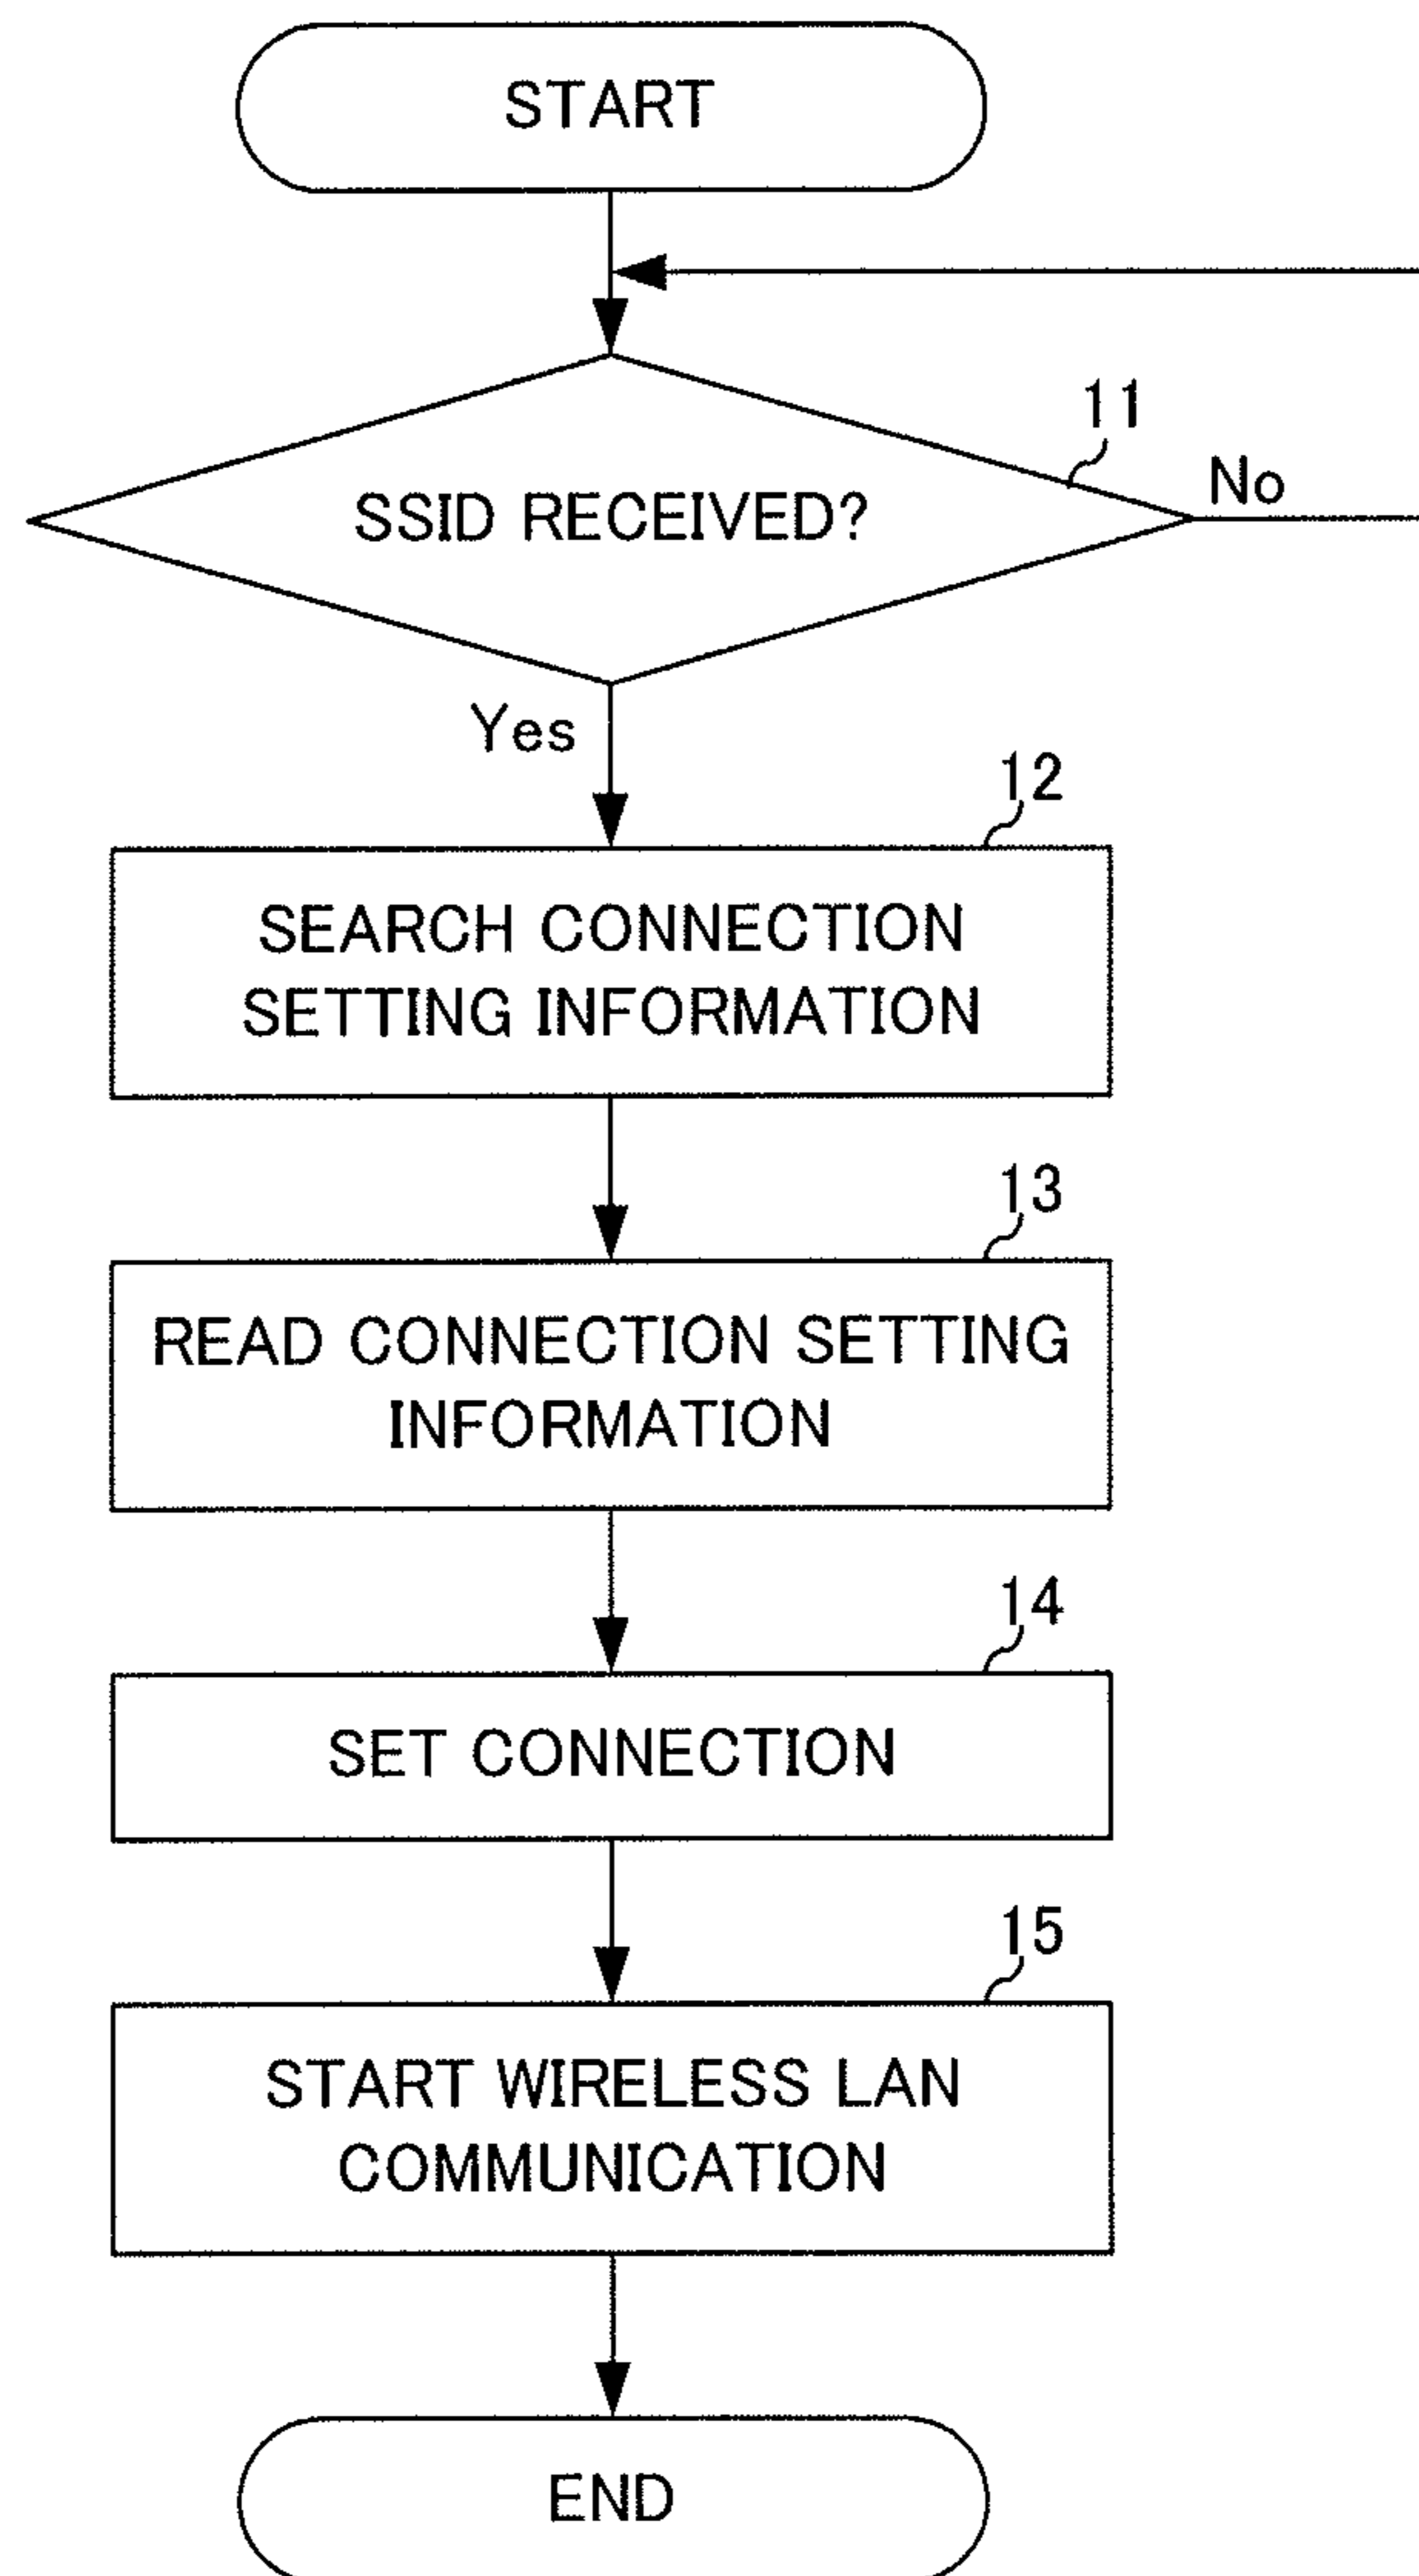 START
11
SSID RECEIVED?
No
Yes
12
SEARCH CONNECTION
SETTING INFORMATION
13
READ CONNECTION SETTING
INFORMATION
14
SET CONNECTION
15
START WIRELESS LAN
COMMUNICATION
END